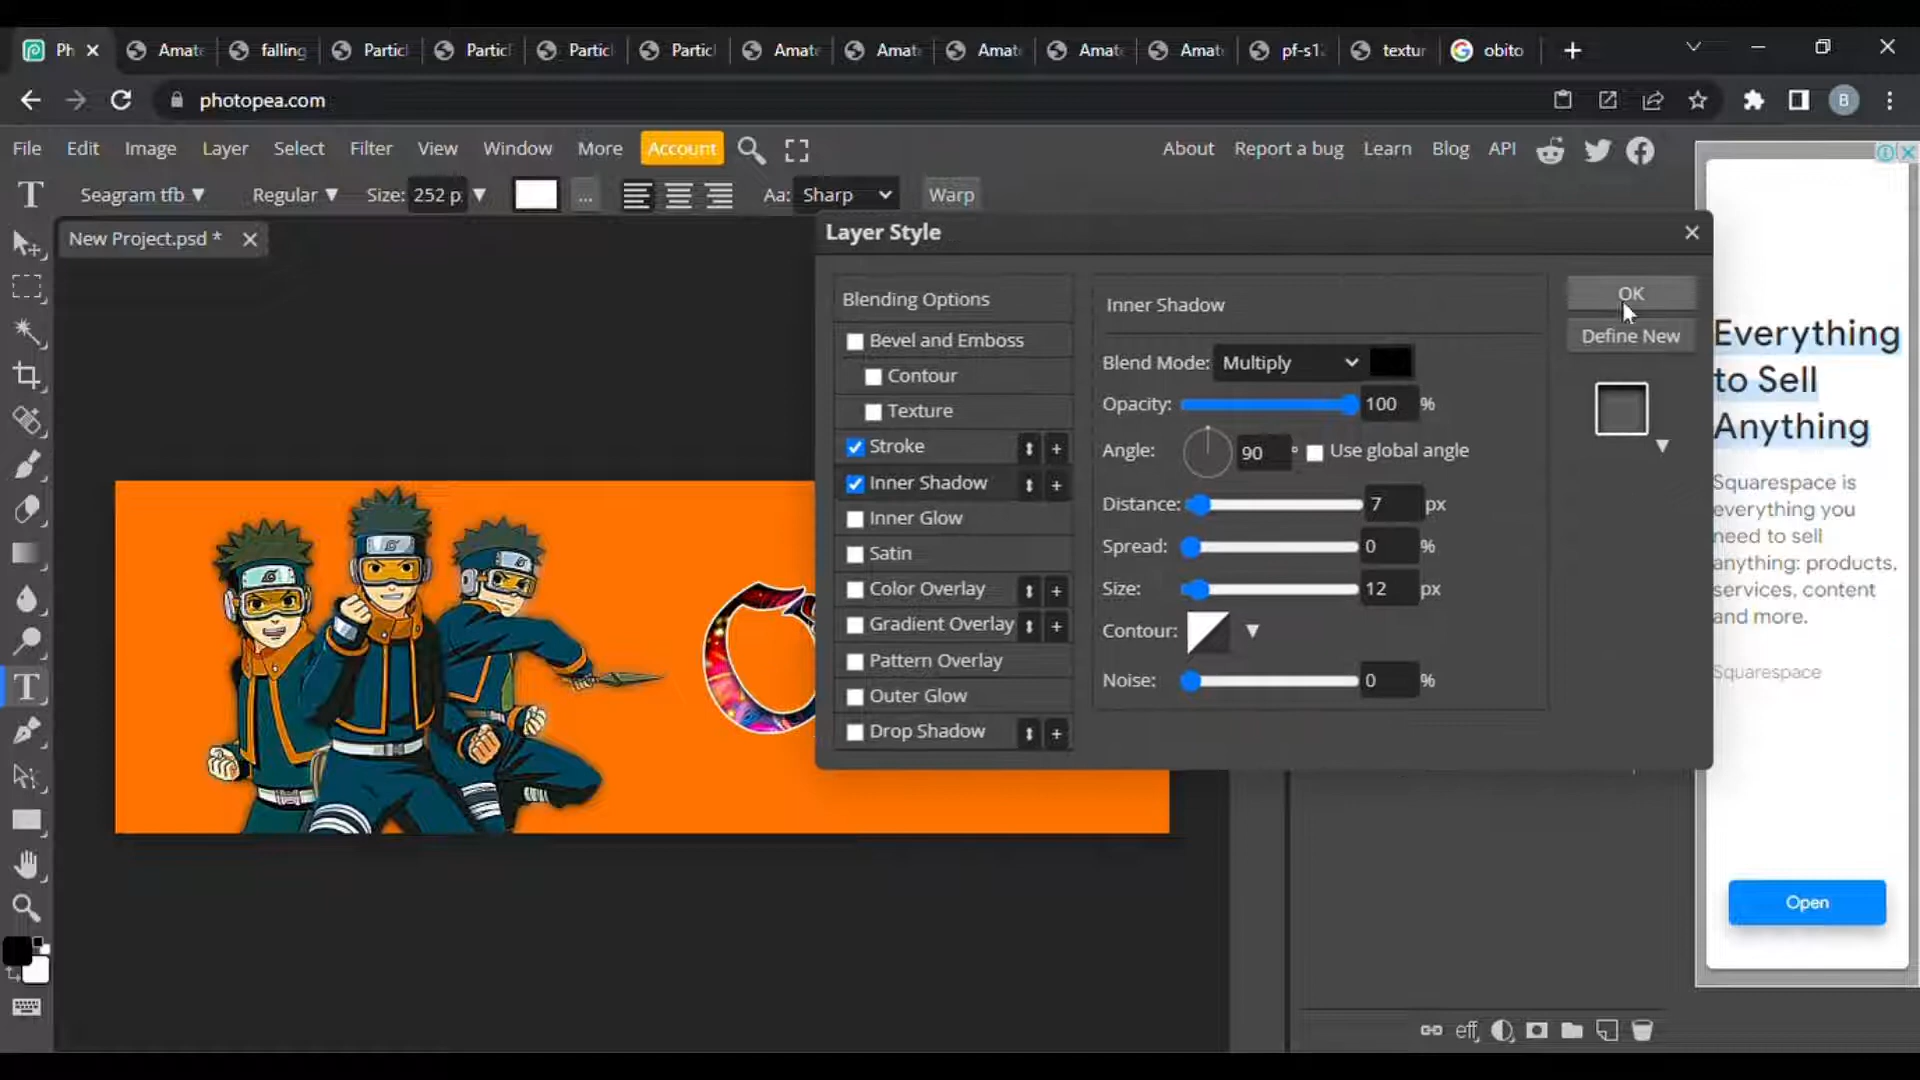 Ph
Amat
falling
Particl
Particl
Particl
Particl
Amat
Amat
Amat
Amat
Amat
pf-s1
textur
obito
photopea.com
B
File Edit Image Layer Select Filter View Window More Account
About Report a bug Learn Blog API
T Seagram tfb Regular Size: 252 p ... Aa: Sharp Warp
New Project.psd *
Layer Style
Blending Options
Bevel and Emboss
Contour
Texture
Stroke
Inner Shadow
Inner Glow
Satin
Color Overlay
Gradient Overlay
Pattern Overlay
Outer Glow
Drop Shadow
Inner Shadow
Blend Mode: Multiply
Opacity: 100 %
Angle: 90 ° Use global angle
Distance: 7 px
Spread: 0 %
Size: 12 px
Contour:
Noise: 0 %
OK
Define New
T
O
Everything
to Sell
Anything
Squarespace is
everything you
need to sell
anything: products,
services, content
and more.
Squarespace
Open
eff